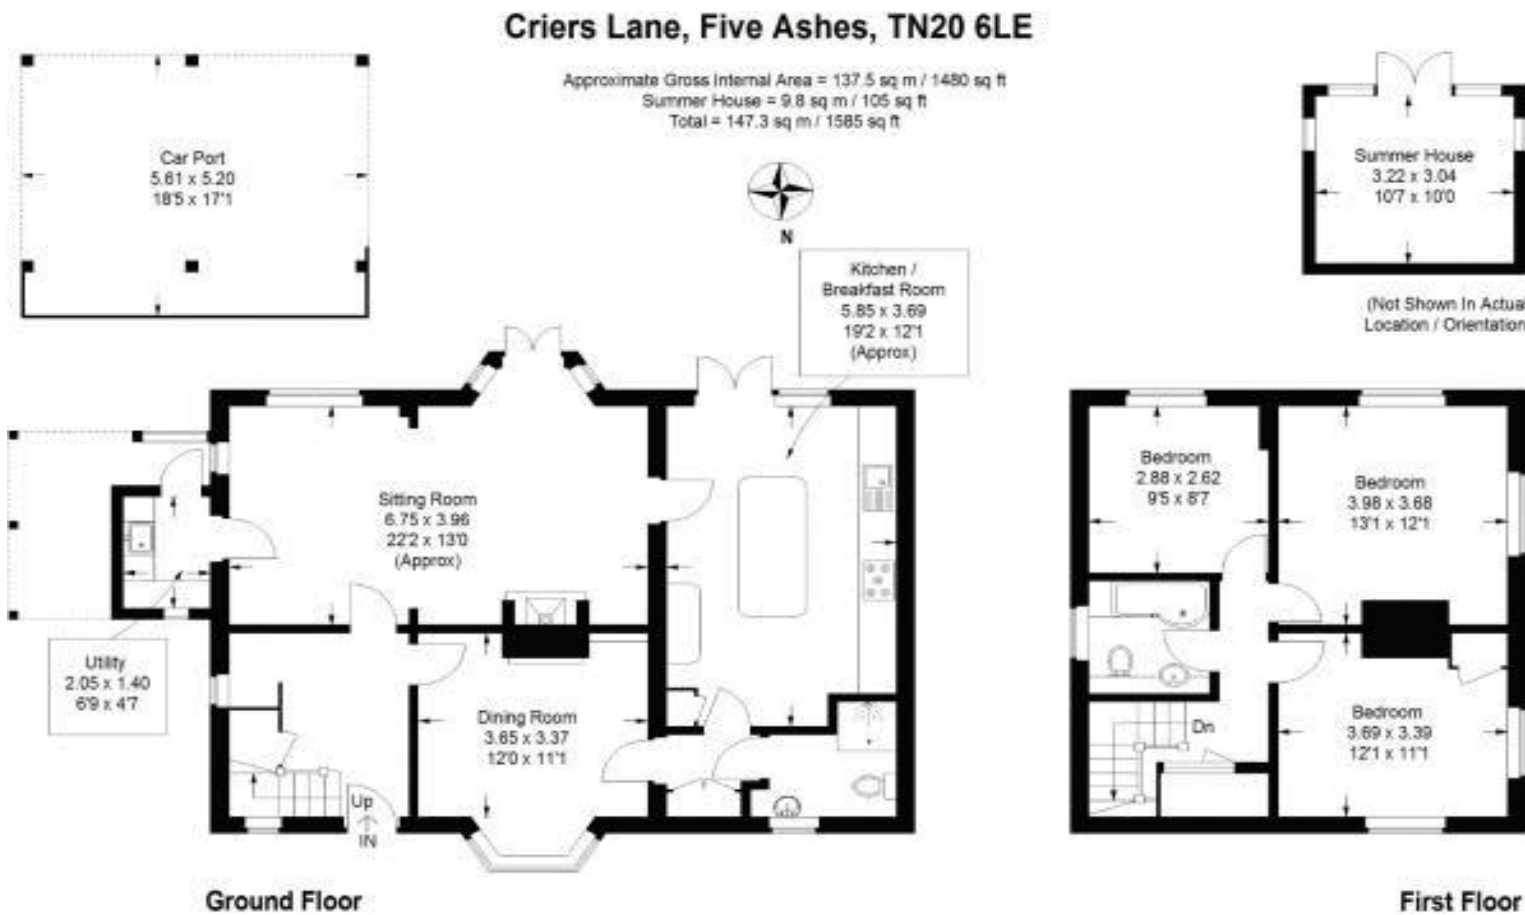 Criers Lane, Five Ashes, TN20 6LE
Approximate Gross Internal Area = 137.5 sq m / 1480 sq ft
Summer House = 9.8 sq m / 105 sq ft
Total = 147.3 sq m / 1585 sq ft
Car Port
5.61 x 5.20
18'5 x 17'1
N
Kitchen /
Breakfast Room
5.85 x 3.69
19'2 x 12'1
(Approx)
Summer House
3.22 x 3.04
10'7 x 10'0
(Not Shown In Actual
Location / Orientation
Sitting Room
6.75 x 3.96
22'2 x 13'0
(Approx)
Utility
2.05 x 1.40
6'9 x 4'7
Dining Room
3.65 x 3.37
12'0 x 11'1
Up
IN
Bedroom
2.88 x 2.62
9'5 x 8'7
Bedroom
3.98 x 3.68
13'1 x 12'1
Bedroom
3.69 x 3.39
12'1 x 11'1
Dn
Ground Floor
First Floor